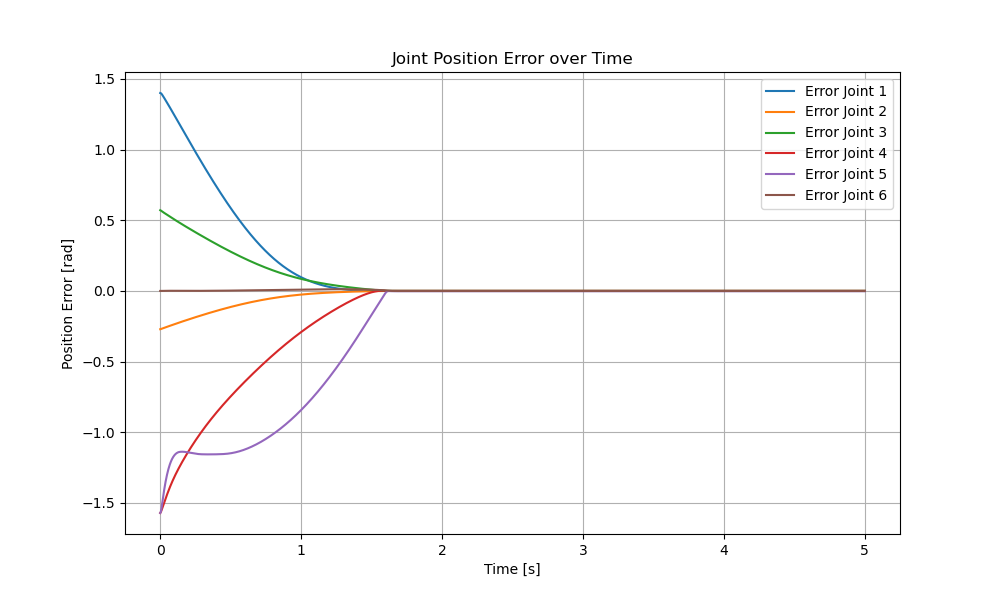 Joint Position Error over Time
1.5
1.0
0.5
0.0
−0.5
−1.0
−1.5
Position Error [rad]
Error Joint 1
Error Joint 2
Error Joint 3
Error Joint 4
Error Joint 5
Error Joint 6
0 1 2 3 4 5
Time [s]